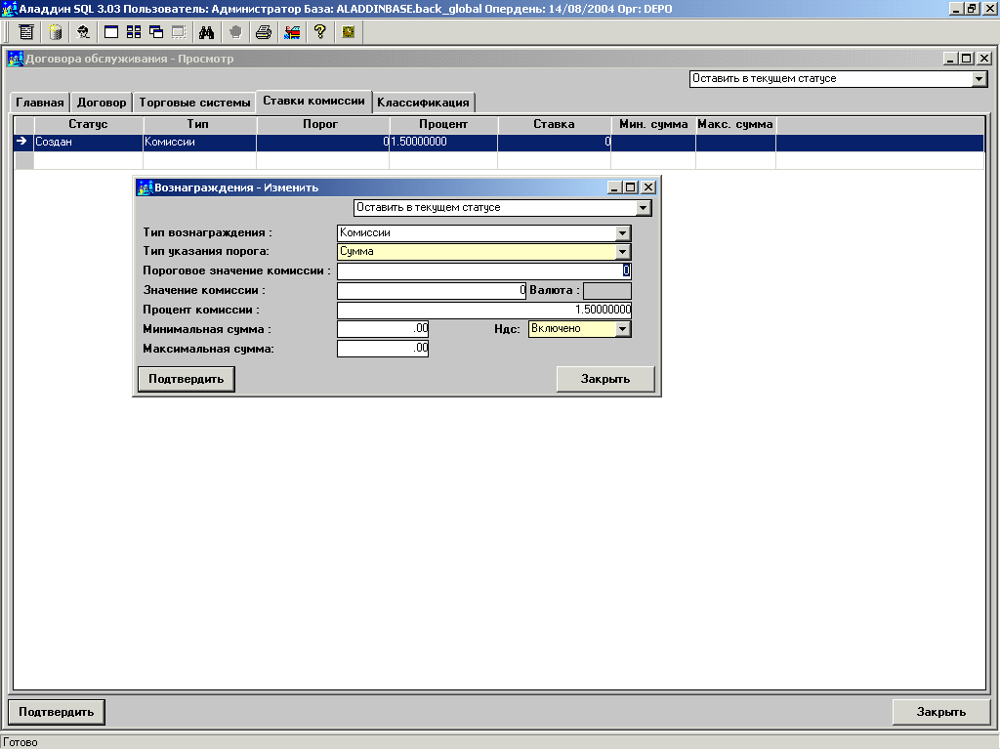 Аладдин SQL 3.03 Пользователь: Администратор База: ALADDINBASE.back_global Опердень: 14/08/2004 Орг: DEPO
Договора обслуживания - Просмотр
Оставить в текущем статусе
Главная Договор Торговые системы Ставки комиссии Классификация
Статус Тип Порог Процент Ставка Мин. сумма Макс. сумма
Создан Комиссии 0 1.50000000 0
Вознаграждения - Изменить
Оставить в текущем статусе
Тип вознаграждения : Комиссии
Тип указания порога: Сумма
Пороговое значение комиссии : 0
Значение комиссии : 0 Валюта :
Процент комиссии : 1.50000000
Минимальная сумма : .00 Ндс: Включено
Максимальная сумма: .00
Подтвердить Закрыть
Подтвердить Закрыть
Готово